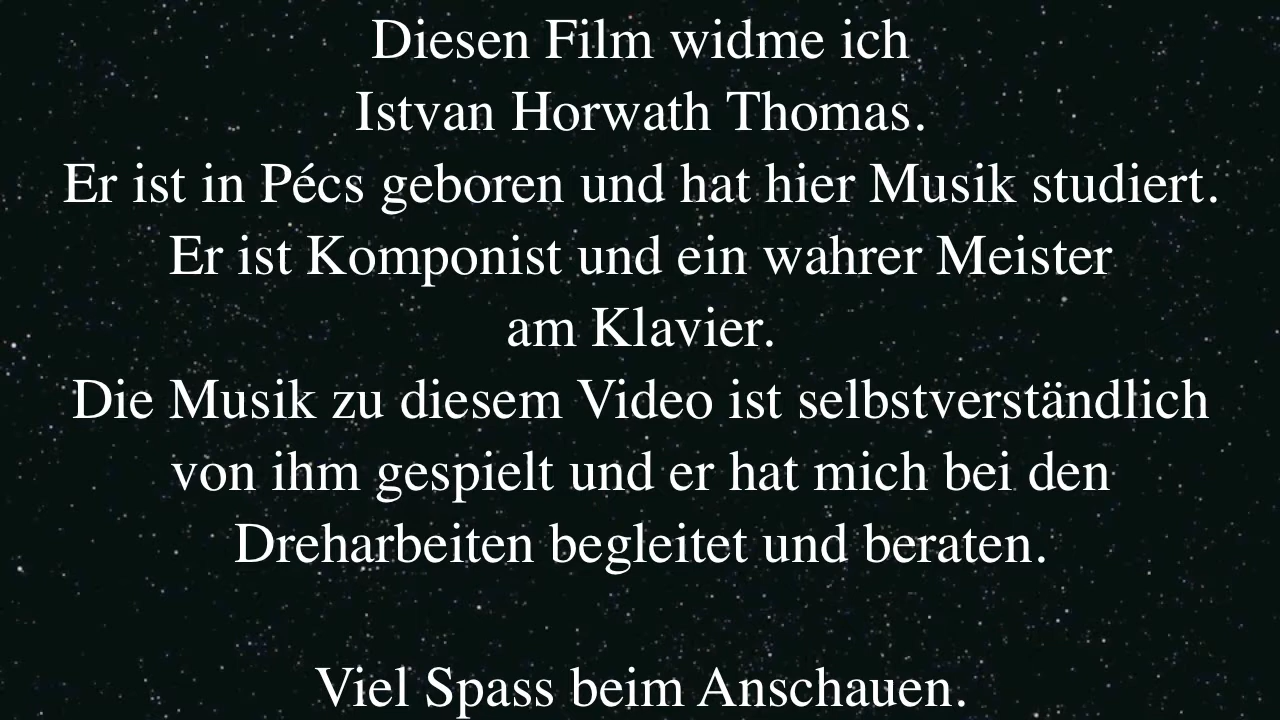 Diesen Film widme ich
Istvan Horwath Thomas.
Er ist in Pécs geboren und hat hier Musik studiert.
Er ist Komponist und ein wahrer Meister
am Klavier.
Die Musik zu diesem Video ist selbstverständlich
von ihm gespielt und er hat mich bei den
Dreharbeiten begleitet und beraten.
Viel Spass beim Anschauen.